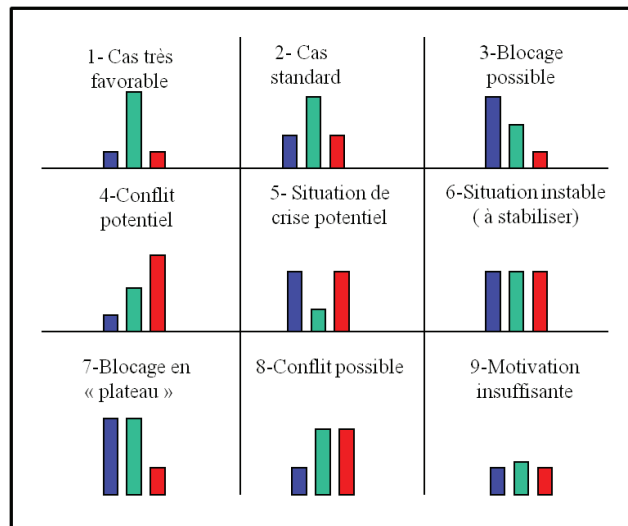 1- Cas très
favorable
2- Cas
standard
3-Blocage
possible
4-Conflit
potentiel
5- Situation de
crise potentiel
6-Situation instable
( à stabiliser)
7-Blocage en
« plateau »
8-Conflit possible
9-Motivation
insuffisante